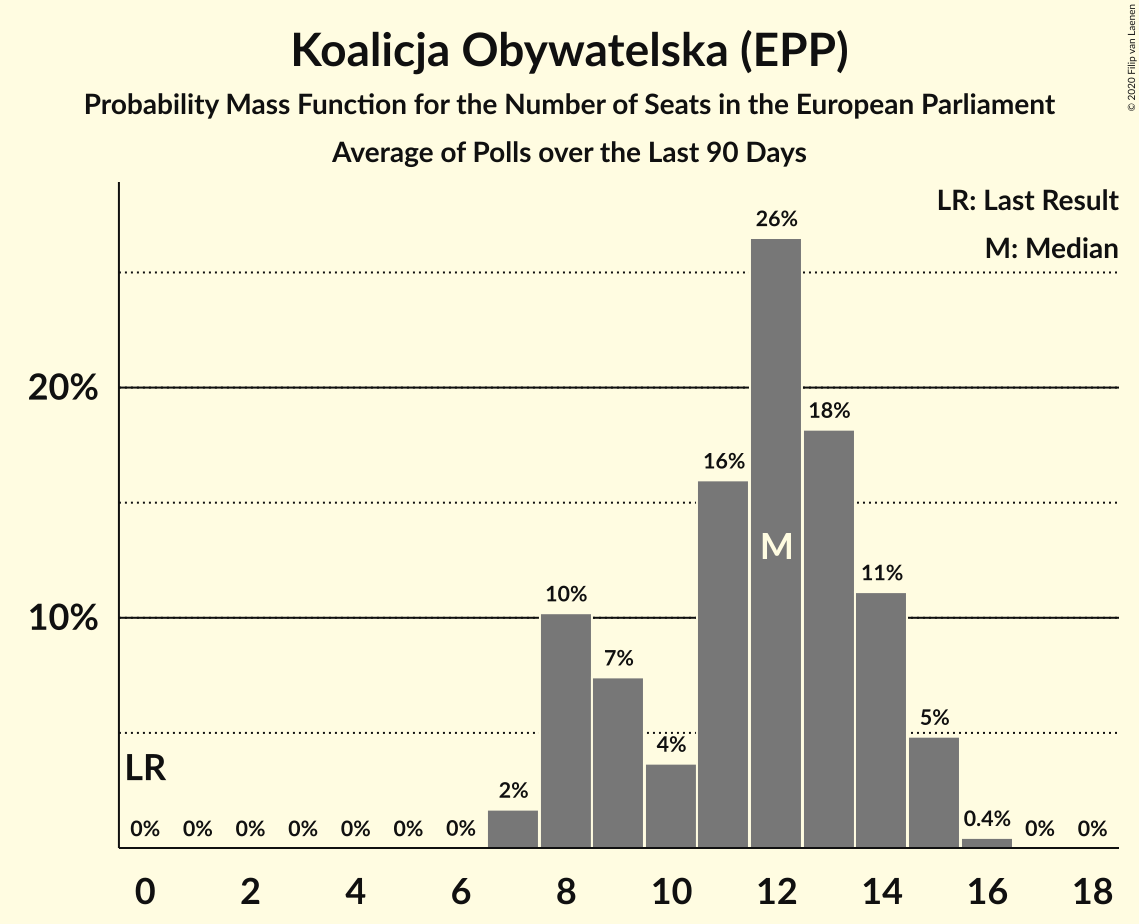 Koalicja Obywatelska (EPP)
Probability Mass Function for the Number of Seats in the European Parliament
Average of Polls over the Last 90 Days
© 2020 Filip van Laenen
LR: Last Result
M: Median
26%
20%
18%
16%
M
11%
10%
10%
7%
5%
4%
LR
2%
0.4%
0% 0% 0% 0% 0% 0% 0% 0% 0%
0 2 4 6 8 10 12 14 16 18